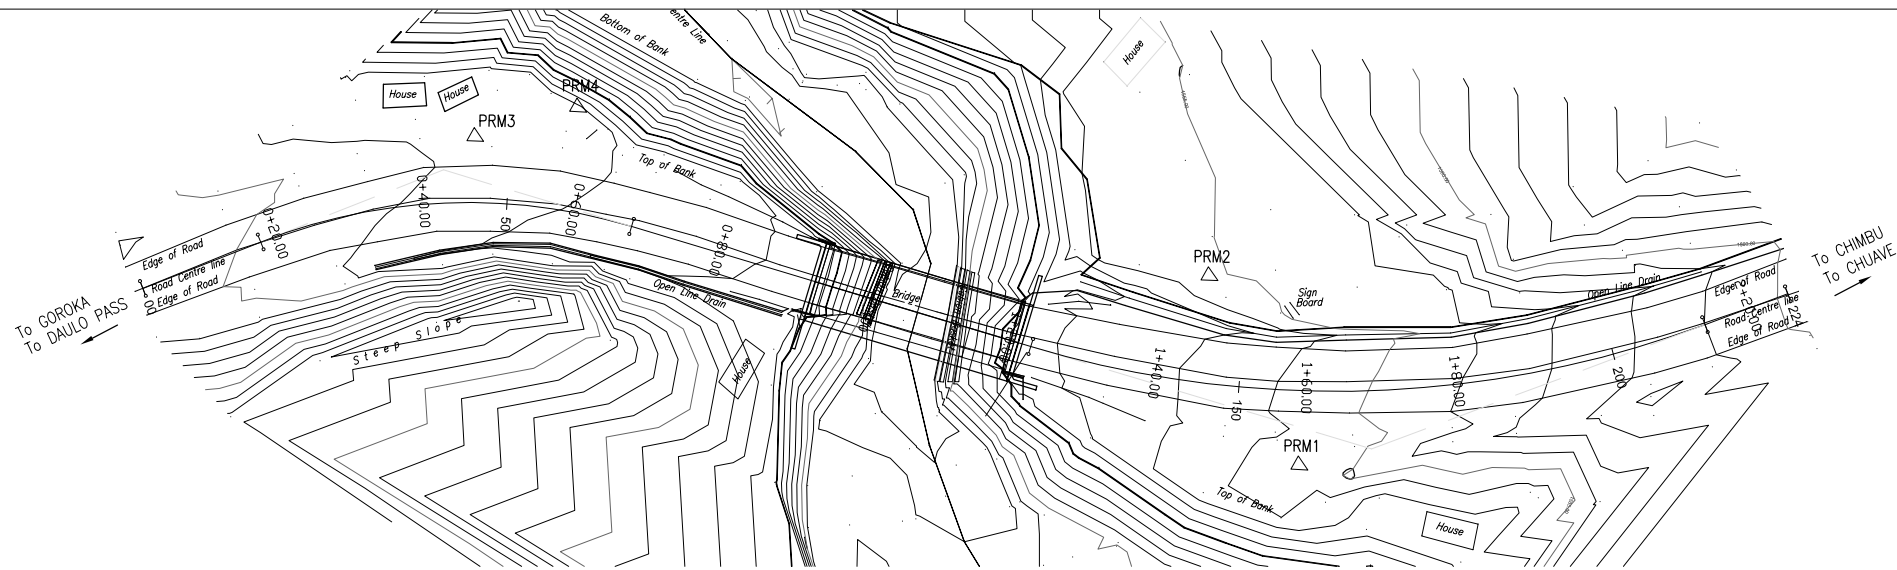 Bottom of Bank
entre Line
House
House
House
PRM4
PRM3
Top of Bank
0+20.00
0+40.00
50
0+60.00
0+80.00
Edge of Road
Road Centre line
Edge of Road
To GOROKA
To DAULO PASS
Steep Slope
Open Line Drain
House
Bridge
PRM2
Sign
Board
Open Line Drain
Edge of Road
Road Centre line
Edge of Road
To CHIMBU
To CHUAVE
1+40.00
150
1+60.00
1+80.00
200
PRM1
Top of Bank
House